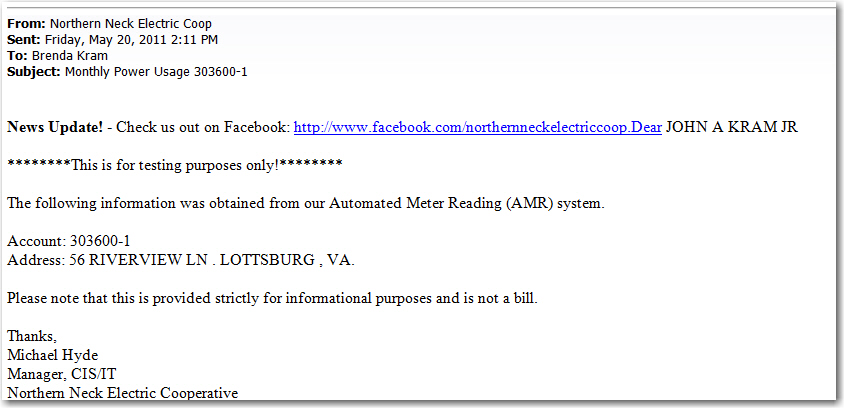 From: Northern Neck Electric Coop
Sent: Friday, May 20, 2011 2:11 PM
To: Brenda Kram
Subject: Monthly Power Usage 303600-1
News Update! - Check us out on Facebook: http://www.facebook.com/northernneckelectriccoop.Dear JOHN A KRAM JR
********This is for testing purposes only!********
The following information was obtained from our Automated Meter Reading (AMR) system.
Account: 303600-1
Address: 56 RIVERVIEW LN . LOTTSBURG , VA.
Please note that this is provided strictly for informational purposes and is not a bill.
Thanks,
Michael Hyde
Manager, CIS/IT
Northern Neck Electric Cooperative